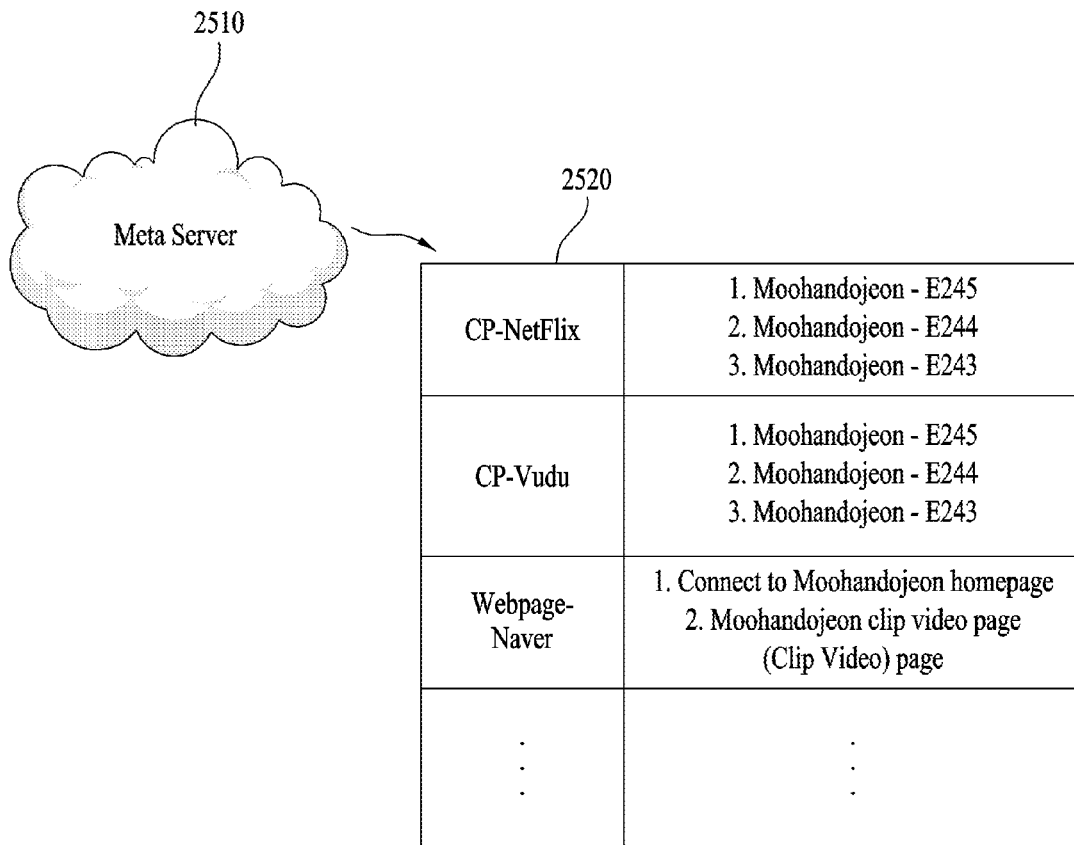 2510
Meta Server
2520
CP-NetFlix
1. Moohandojeon - E245
2. Moohandojeon - E244
3. Moohandojeon - E243
CP-Vudu
1. Moohandojeon - E245
2. Moohandojeon - E244
3. Moohandojeon - E243
Webpage-
Naver
1. Connect to Moohandojeon homepage
2. Moohandojeon clip video page
(Clip Video) page